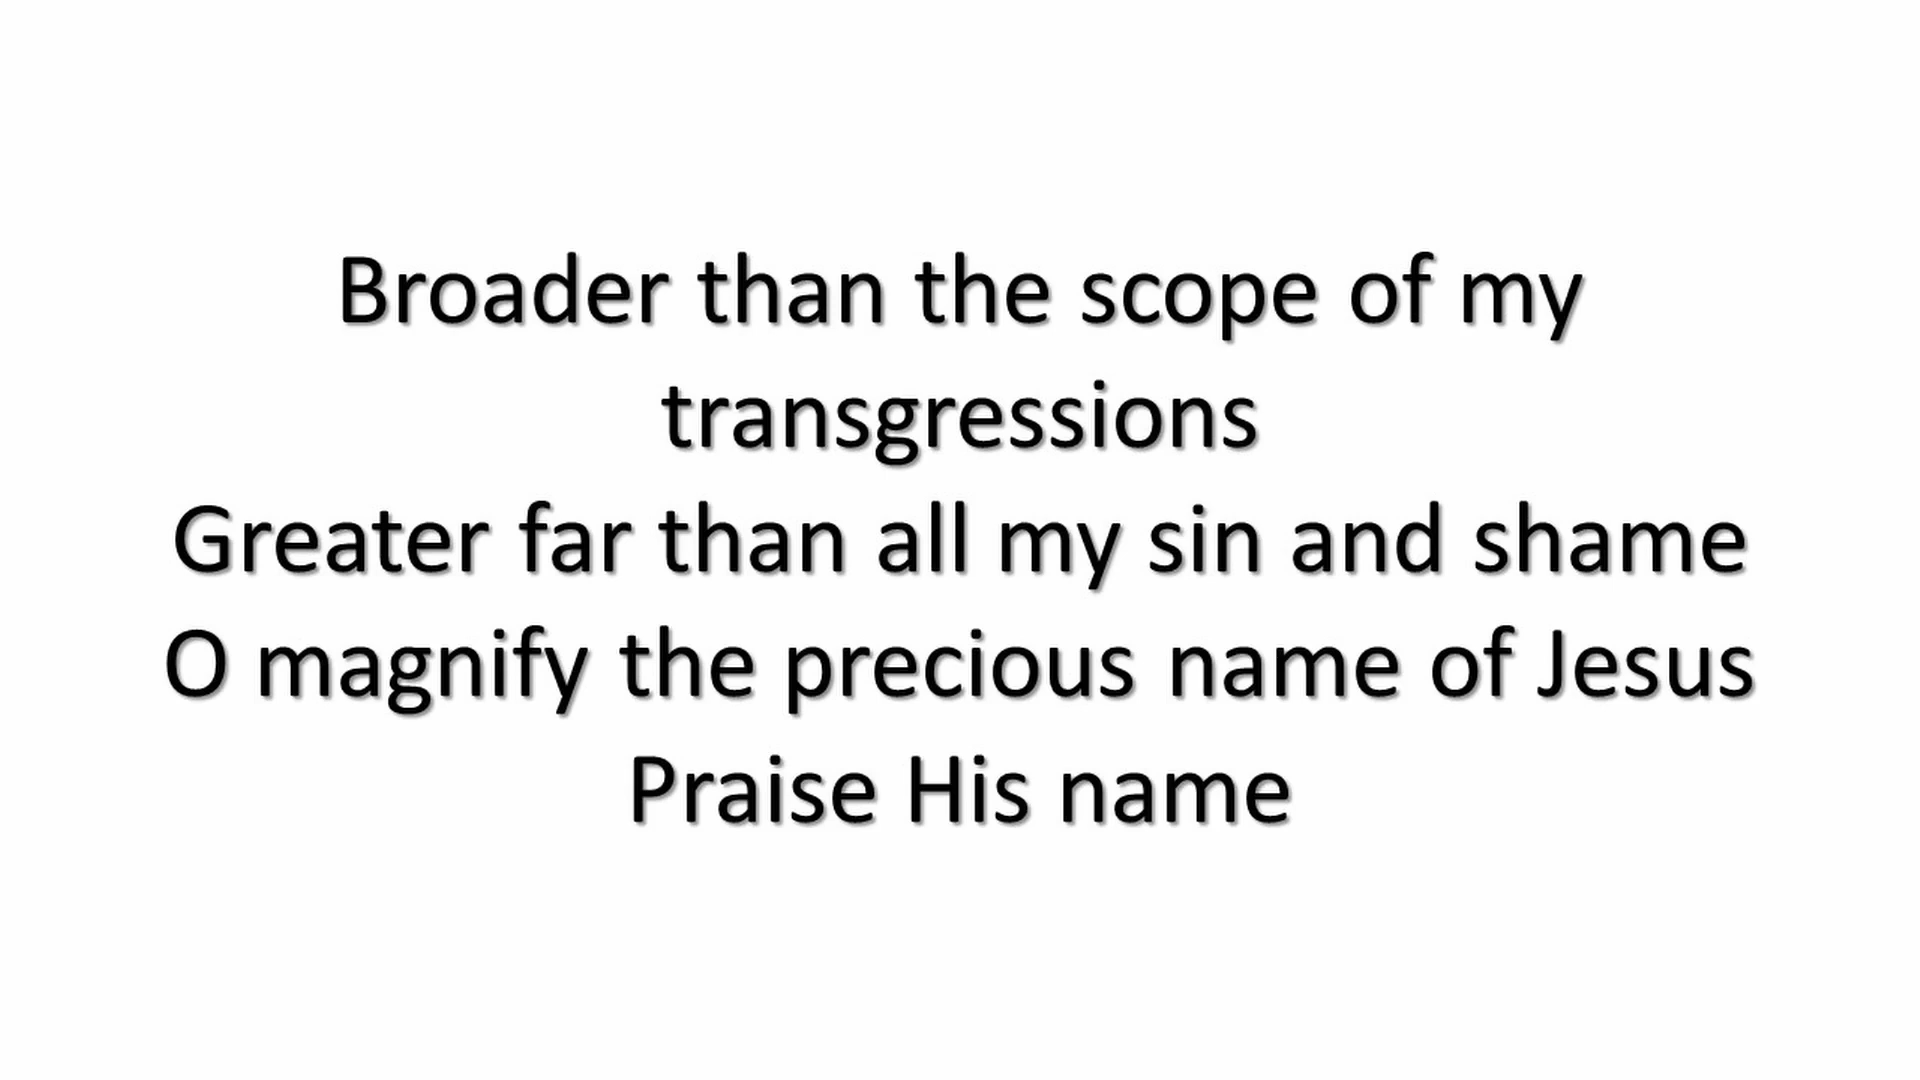 Broader than the scope of my
transgressions
Greater far than all my sin and shame
O magnify the precious name of Jesus
Praise His name